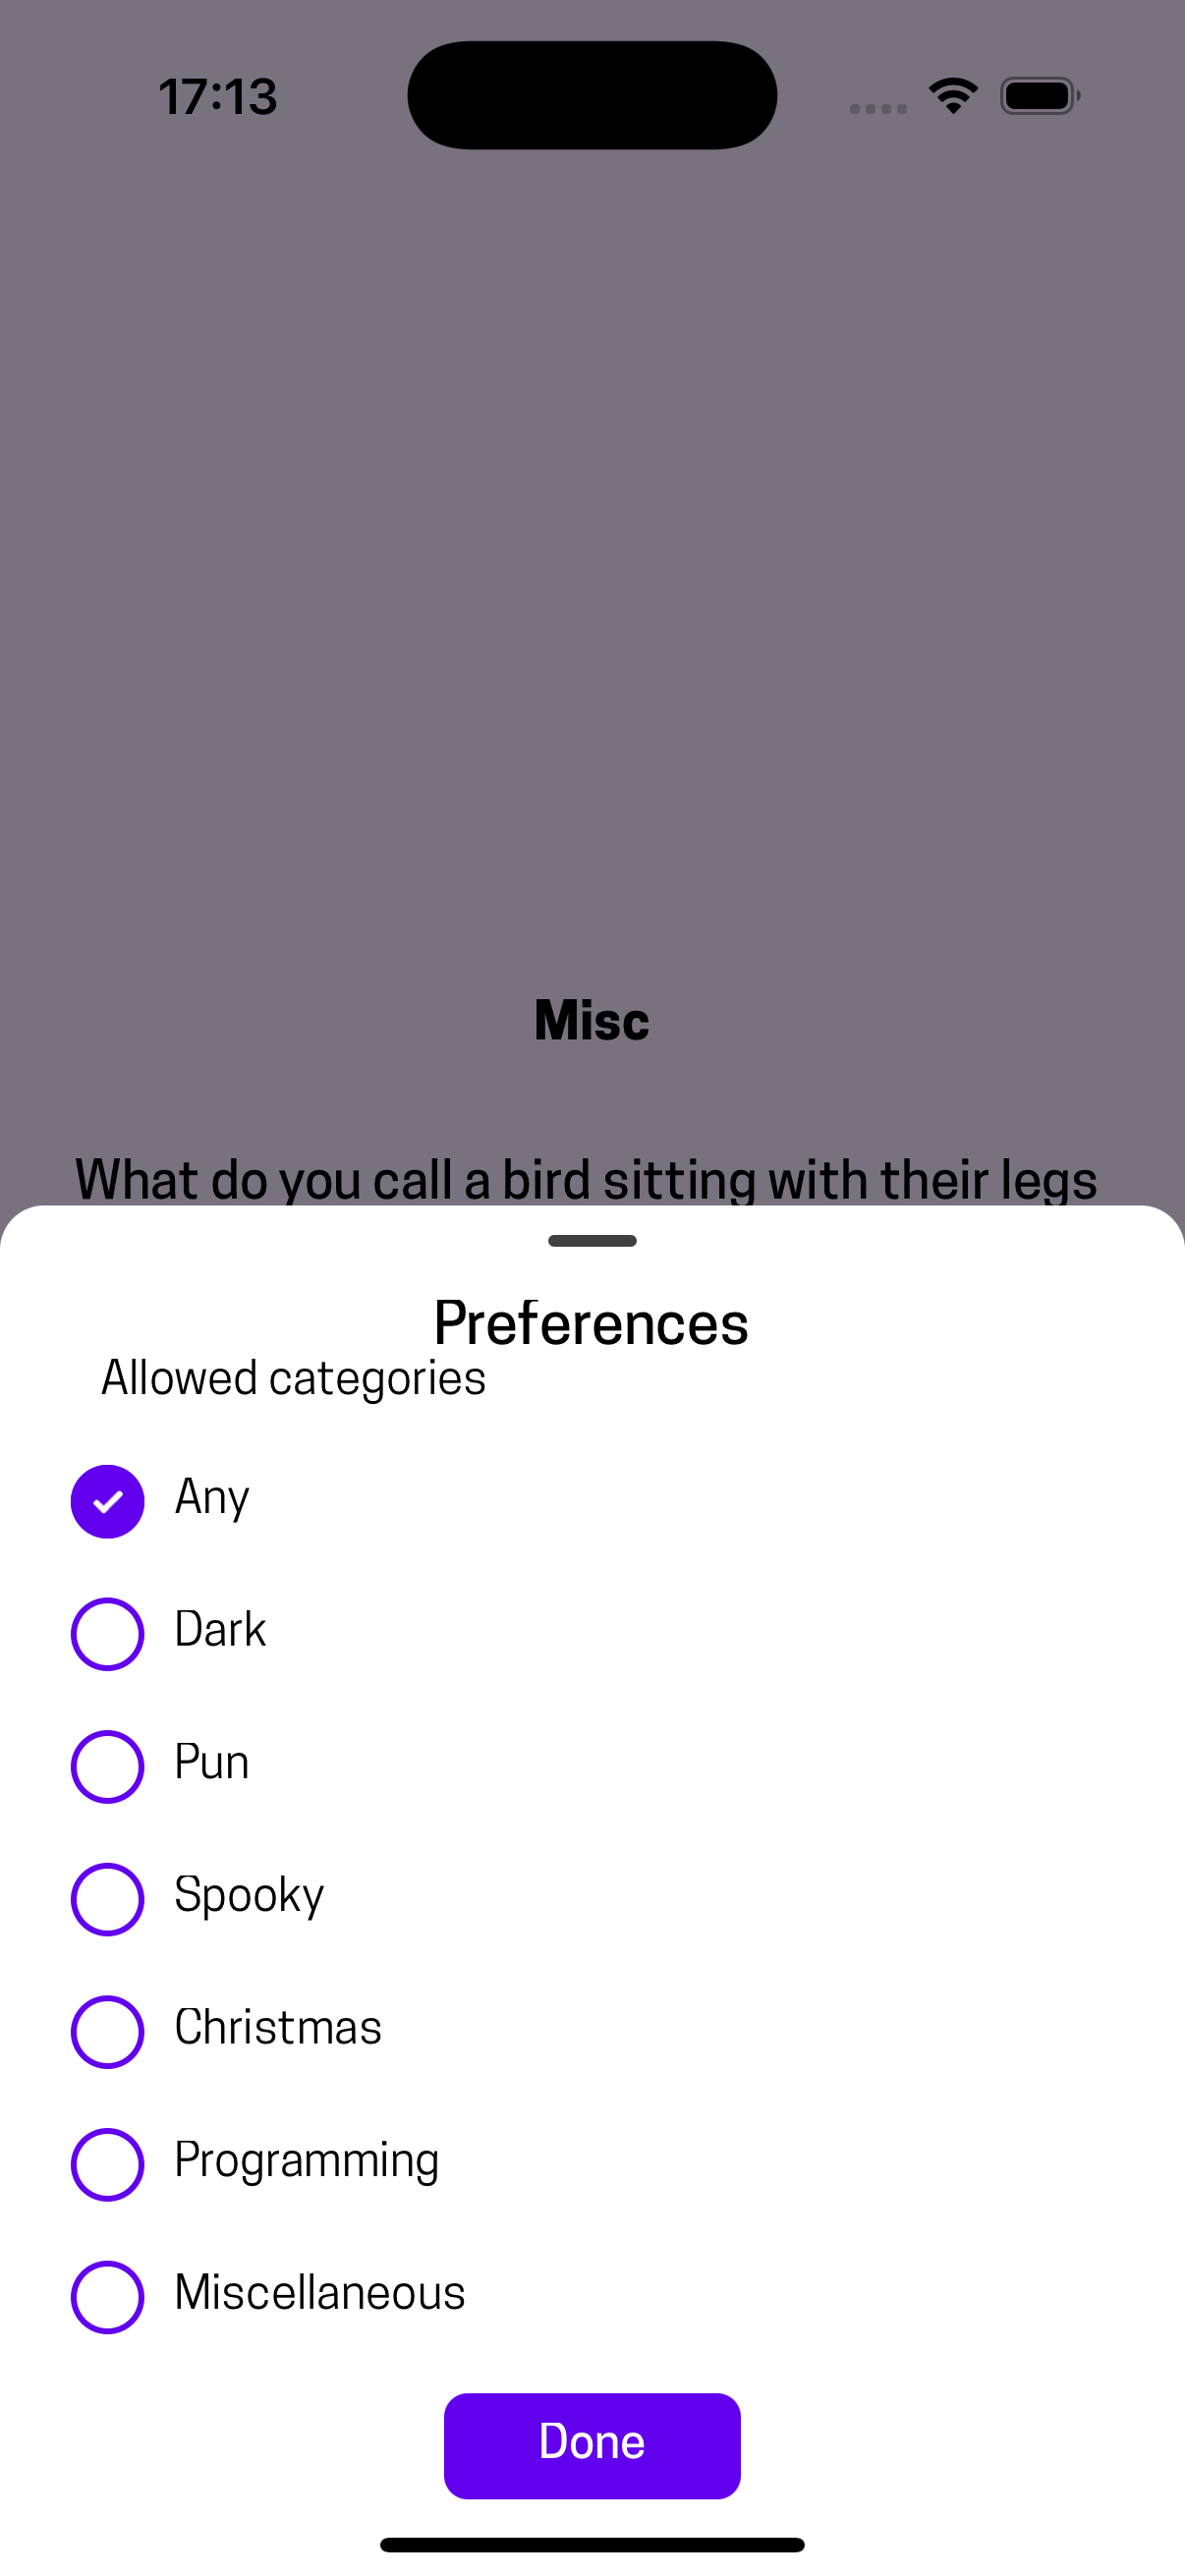 17:13
Misc
What do you call a bird sitting with their legs
Preferences
Allowed categories
Any
Dark
Pun
Spooky
Christmas
Programming
Miscellaneous
Done